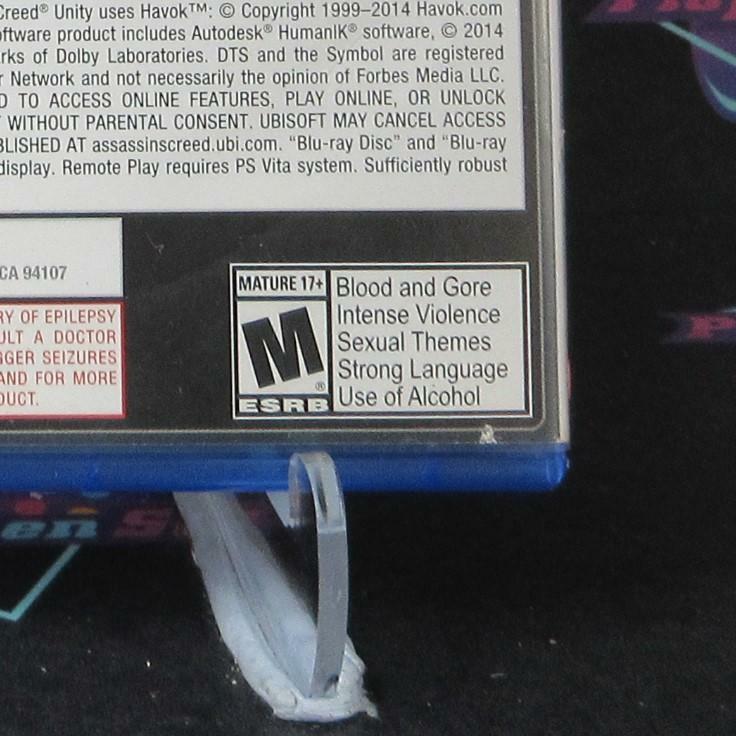 Creed® Unity uses Havok™: © Copyright 1999–2014 Havok.com
ftware product includes Autodesk® HumanIK® software, © 2014
rks of Dolby Laboratories. DTS and the Symbol are registered
r Network and not necessarily the opinion of Forbes Media LLC.
D TO ACCESS ONLINE FEATURES, PLAY ONLINE, OR UNLOCK
WITHOUT PARENTAL CONSENT. UBISOFT MAY CANCEL ACCESS
BLISHED AT assassinscreed.ubi.com. “Blu-ray Disc” and “Blu-ray
display. Remote Play requires PS Vita system. Sufficiently robust
CA 94107
RY OF EPILEPSY
ULT A DOCTOR
GGER SEIZURES
AND FOR MORE
DUCT.
MATURE 17+
M®
ESRB
Blood and Gore
Intense Violence
Sexual Themes
Strong Language
Use of Alcohol
en